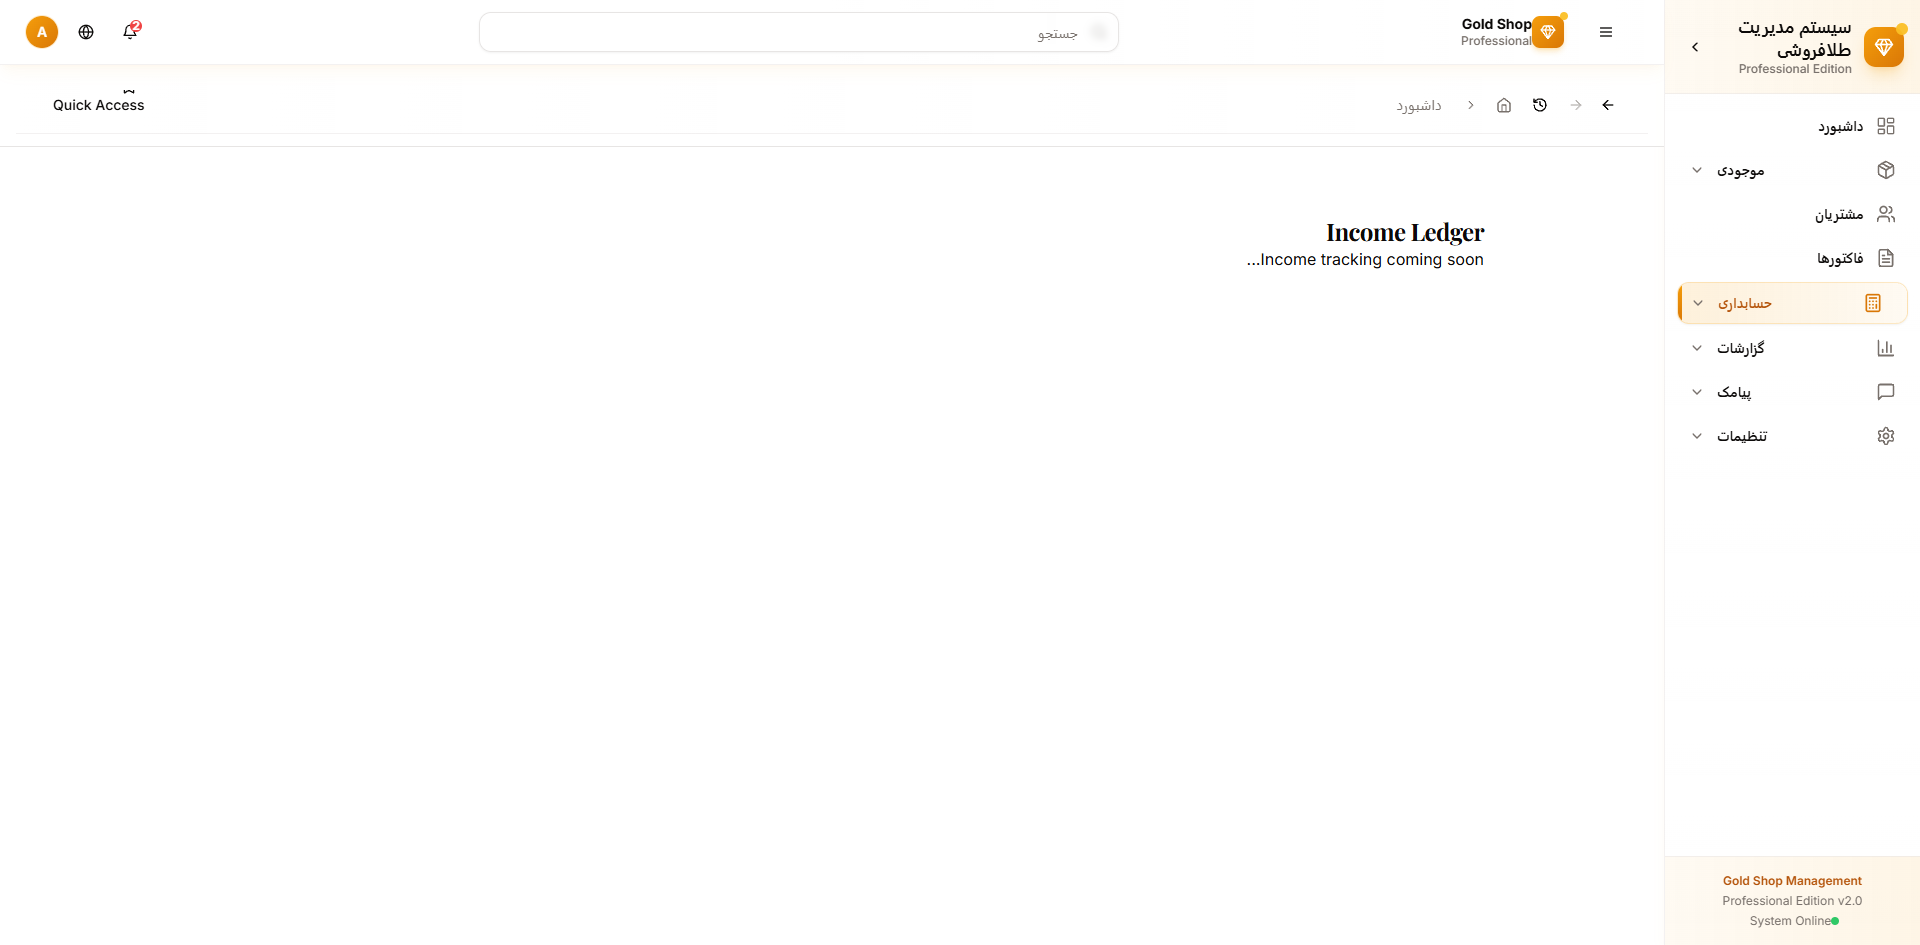 سیستم مدیریت
طلافروشی
Professional Edition
داشبورد
موجودی
مشتریان
فاکتورها
حسابداری
گزارشات
پیامک
تنظیمات
Gold Shop Management
Professional Edition v2.0
System Online
Gold Shop
Professional
جستجو
2
A
داشبورد
Quick Access
Income Ledger
...Income tracking coming soon